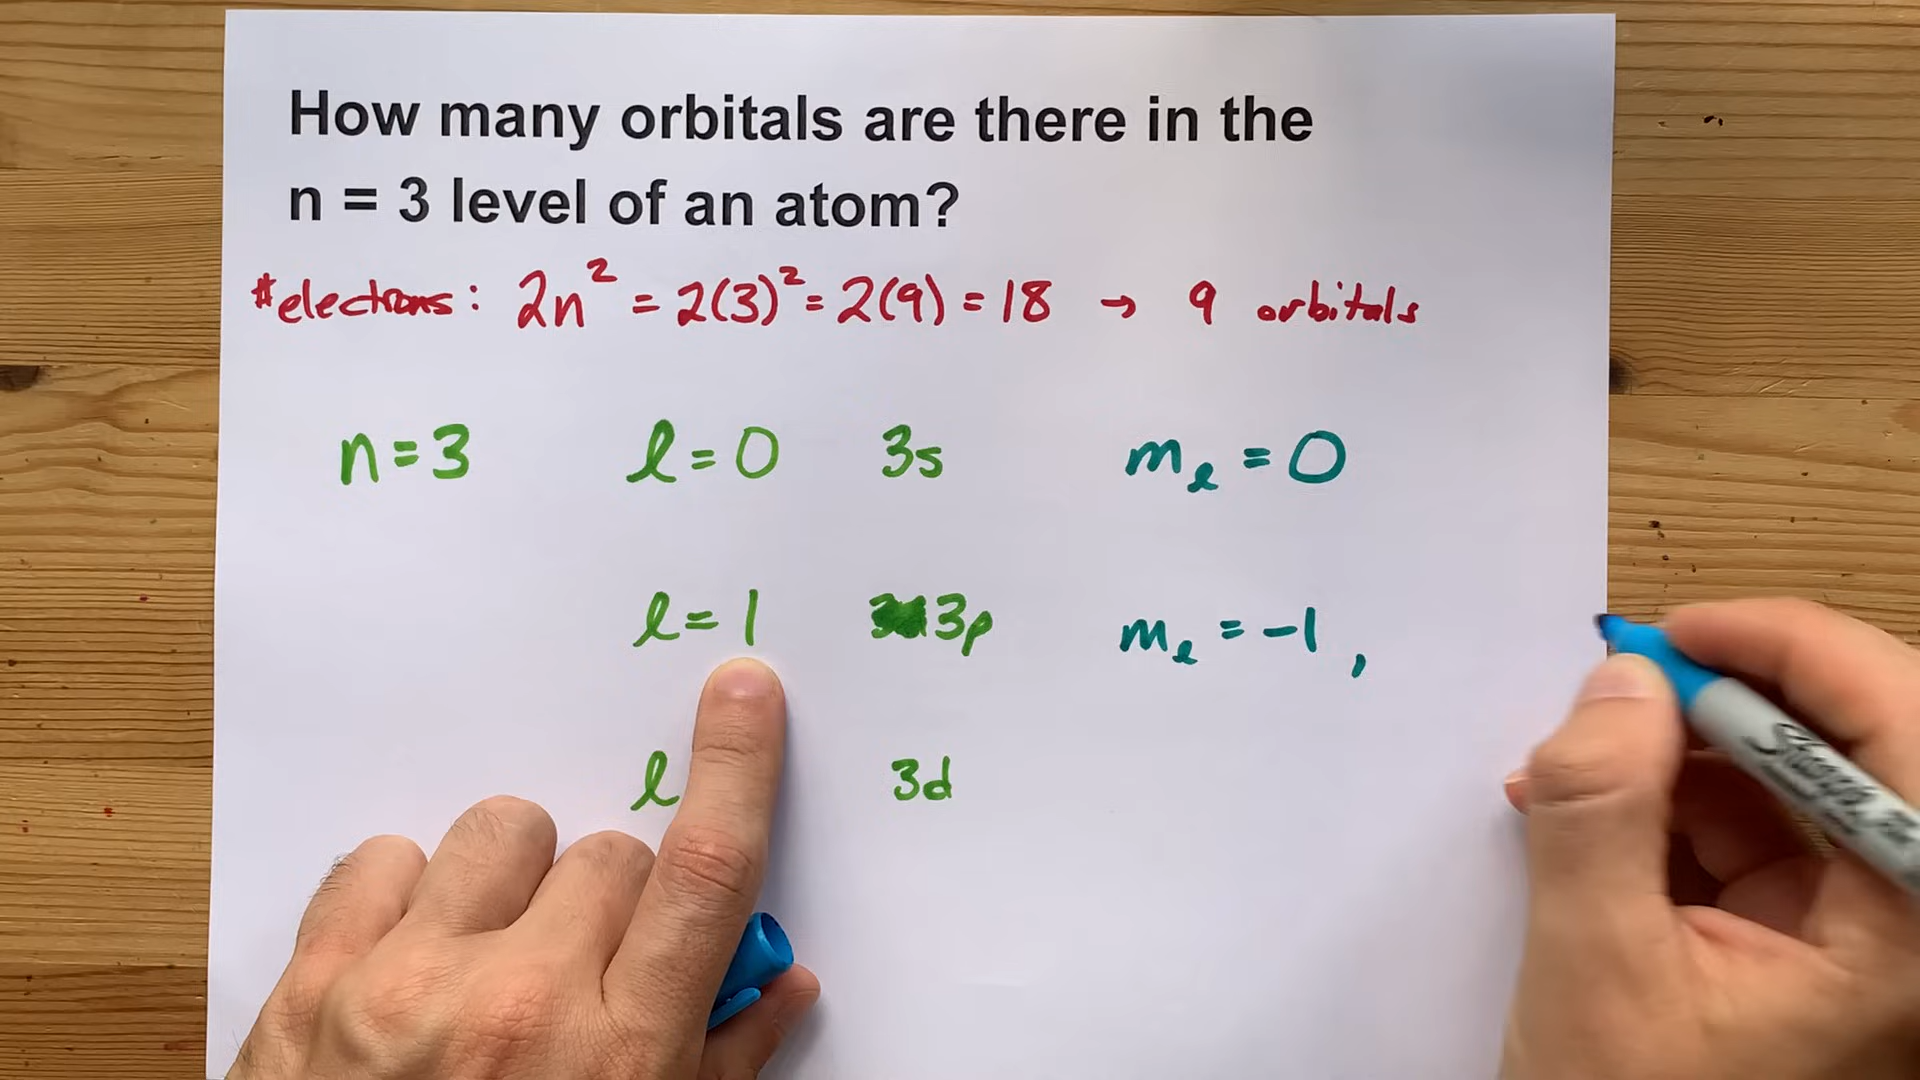 How many orbitals are there in the
n = 3 level of an atom?
#electrons: 2n² = 2(3)² = 2(9) = 18 → 9 orbitals
n=3 l=0 3s mₗ = 0
l=1 3p mₗ = -1,
l 3d
Sharpie